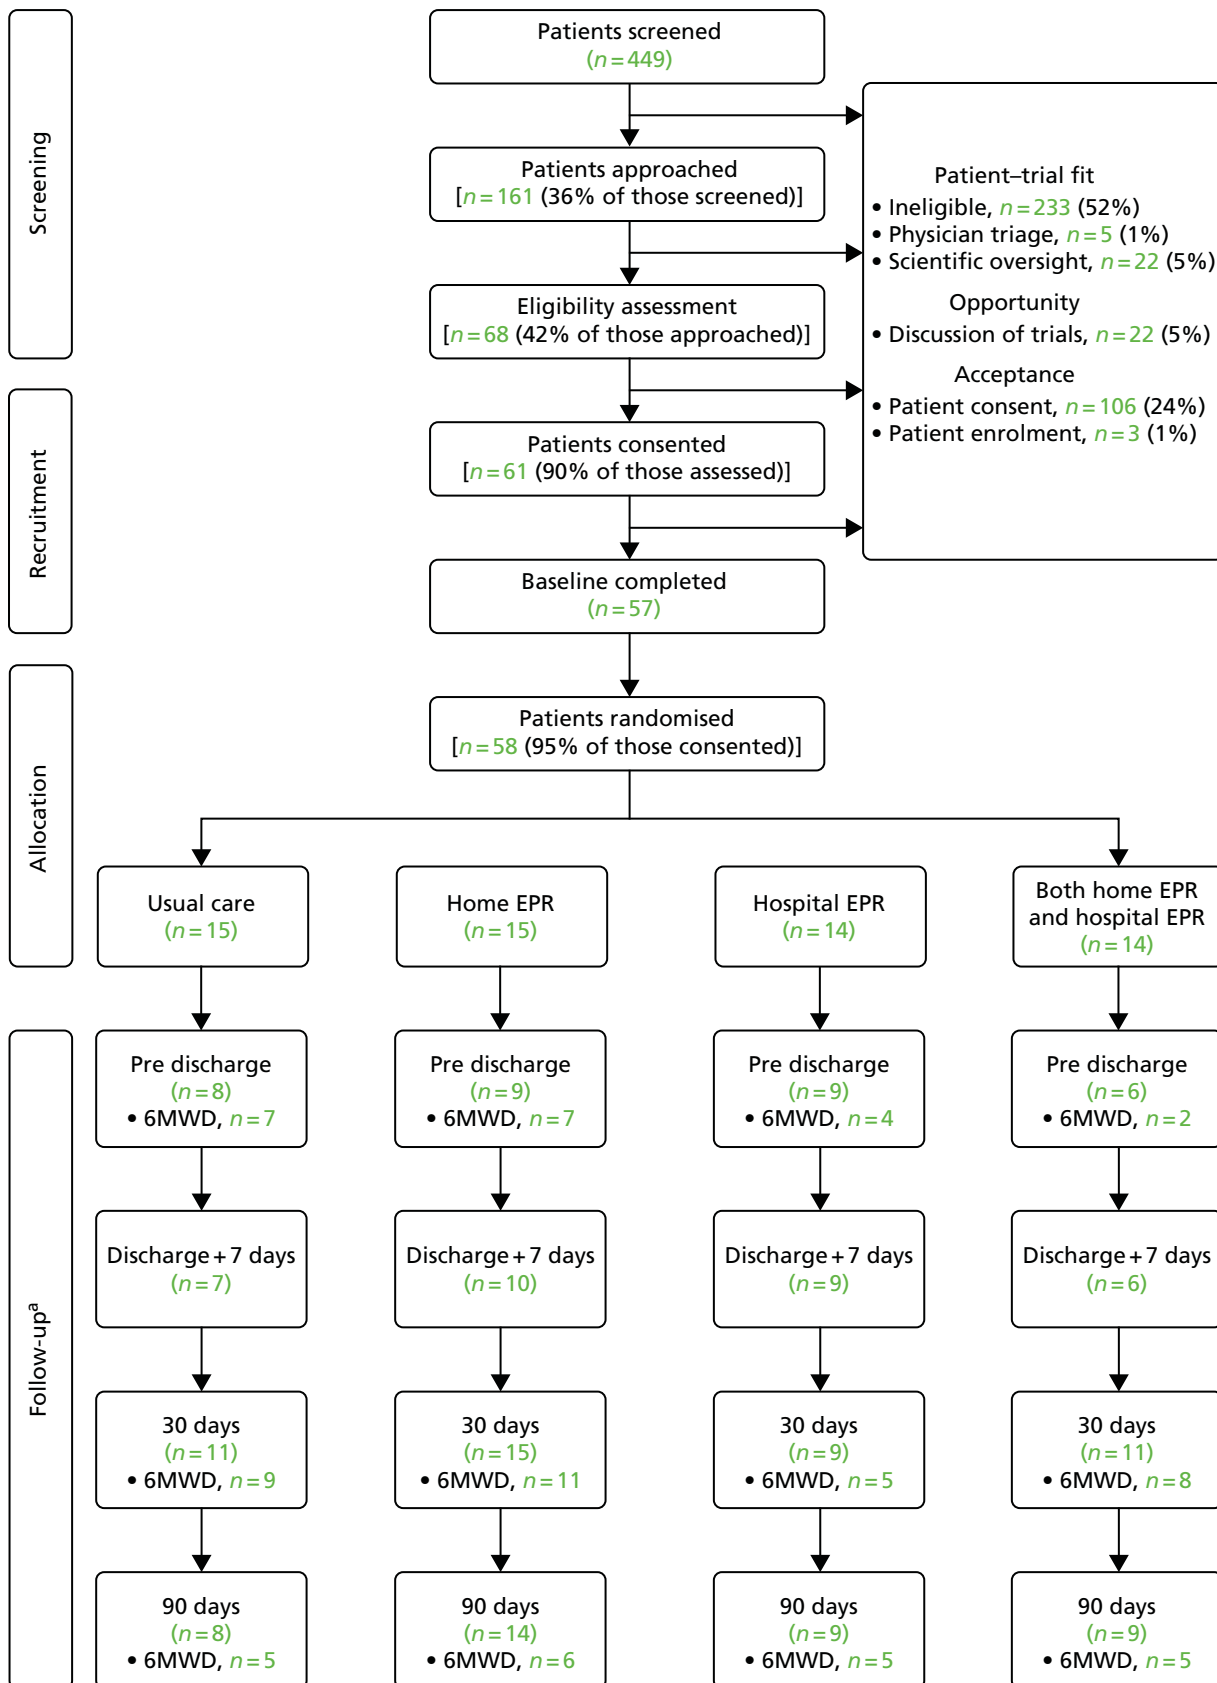 Screening
Patients screened
(n=449)
Patients approached
[n=161 (36% of those screened)]
Eligibility assessment
[n=68 (42% of those approached)]
Patient–trial fit
• Ineligible, n=233 (52%)
• Physician triage, n=5 (1%)
• Scientific oversight, n=22 (5%)
Opportunity
• Discussion of trials, n=22 (5%)
Acceptance
• Patient consent, n=106 (24%)
• Patient enrolment, n=3 (1%)
Recruitment
Patients consented
[n=61 (90% of those assessed)]
Baseline completed
(n=57)
Allocation
Patients randomised
[n=58 (95% of those consented)]
Usual care
(n=15)
Home EPR
(n=15)
Hospital EPR
(n=14)
Both home EPR
and hospital EPR
(n=14)
Follow-upᵃ
Pre discharge
(n=8)
• 6MWD, n=7
Pre discharge
(n=9)
• 6MWD, n=7
Pre discharge
(n=9)
• 6MWD, n=4
Pre discharge
(n=6)
• 6MWD, n=2
Discharge+7 days
(n=7)
Discharge+7 days
(n=10)
Discharge+7 days
(n=9)
Discharge+7 days
(n=6)
30 days
(n=11)
• 6MWD, n=9
30 days
(n=15)
• 6MWD, n=11
30 days
(n=9)
• 6MWD, n=5
30 days
(n=11)
• 6MWD, n=8
90 days
(n=8)
• 6MWD, n=5
90 days
(n=14)
• 6MWD, n=6
90 days
(n=9)
• 6MWD, n=5
90 days
(n=9)
• 6MWD, n=5